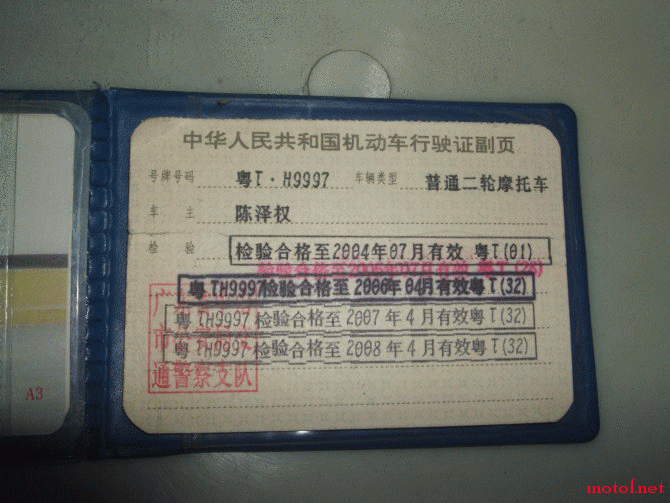 中华人民共和国机动车行驶证副页
号牌号码 粤T·H9997 车辆类型 普通二轮摩托车
车主 陈泽权
检验 检验合格至2004年07月有效 粤T(01)
粤TH9997检验合格至2006年04月有效粤T(32)
粤TH9997检验合格至2007年4月有效粤T(32)
粤TH9997检验合格至2008年4月有效粤T(32)
广
市
通警察支队
A3
motof.net